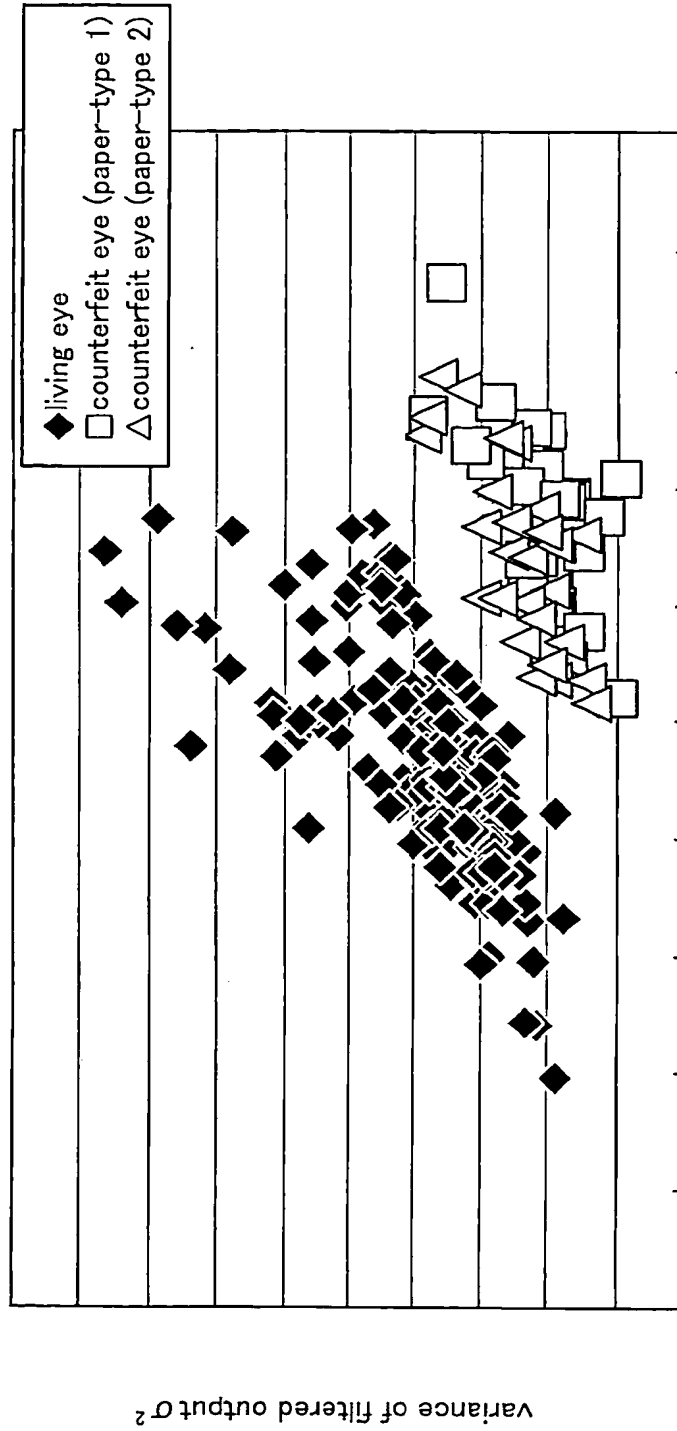 ◆living eye
□counterfeit eye (paper-type 1)
△counterfeit eye (paper-type 2)
variance of filtered output σ²